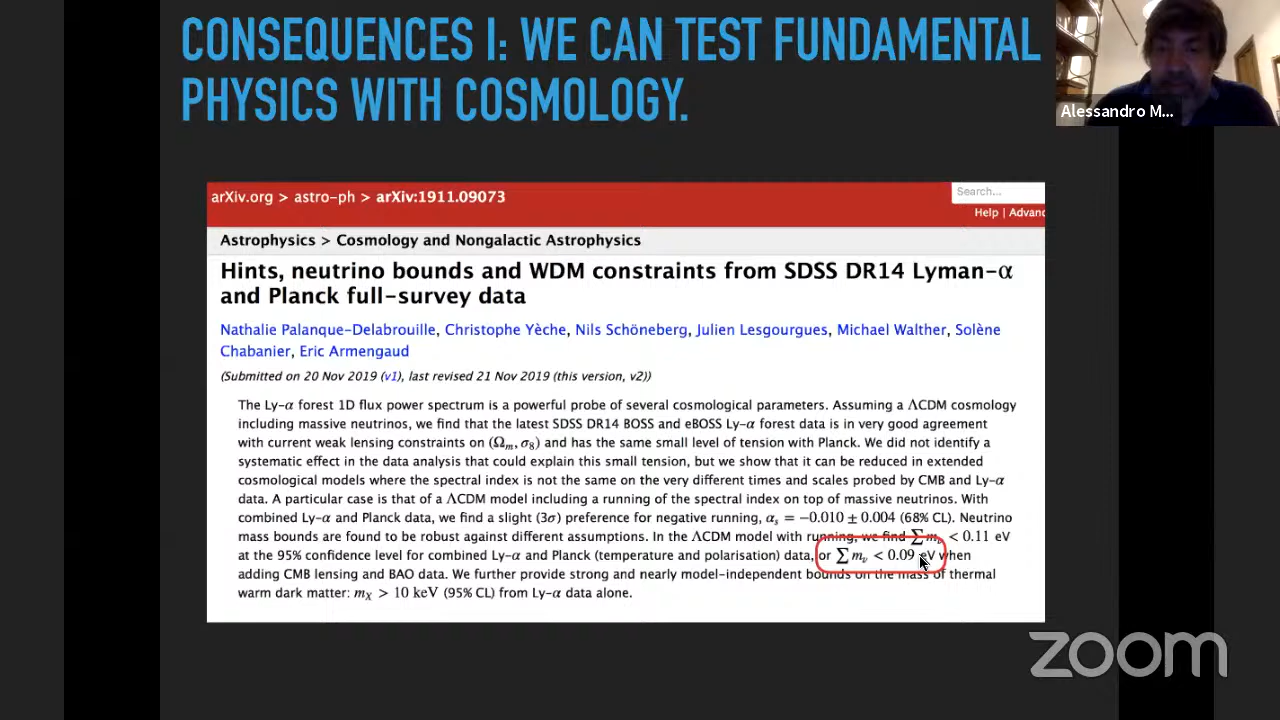 CONSEQUENCES I: WE CAN TEST FUNDAMENTAL
PHYSICS WITH COSMOLOGY.
Alessandro M...
arXiv.org > astro-ph > arXiv:1911.09073
Search...
Help | Advanc
Astrophysics > Cosmology and Nongalactic Astrophysics
Hints, neutrino bounds and WDM constraints from SDSS DR14 Lyman-α
and Planck full-survey data
Nathalie Palanque-Delabrouille, Christophe Yèche, Nils Schöneberg, Julien Lesgourgues, Michael Walther, Solène
Chabanier, Eric Armengaud
(Submitted on 20 Nov 2019 (v1), last revised 21 Nov 2019 (this version, v2))
The Ly-α forest 1D flux power spectrum is a powerful probe of several cosmological parameters. Assuming a ΛCDM cosmology
including massive neutrinos, we find that the latest SDSS DR14 BOSS and eBOSS Ly-α forest data is in very good agreement
with current weak lensing constraints on (Ωm, σ8) and has the same small level of tension with Planck. We did not identify a
systematic effect in the data analysis that could explain this small tension, but we show that it can be reduced in extended
cosmological models where the spectral index is not the same on the very different times and scales probed by CMB and Ly-α
data. A particular case is that of a ΛCDM model including a running of the spectral index on top of massive neutrinos. With
combined Ly-α and Planck data, we find a slight (3σ) preference for negative running, αs = −0.010 ± 0.004 (68% CL). Neutrino
mass bounds are found to be robust against different assumptions. In the ΛCDM model with running, we find ∑ mν < 0.11 eV
at the 95% confidence level for combined Ly-α and Planck (temperature and polarisation) data, or ∑ mν < 0.09 eV when
adding CMB lensing and BAO data. We further provide strong and nearly model-independent bounds on the mass of thermal
warm dark matter: mX > 10 keV (95% CL) from Ly-α data alone.
zoom